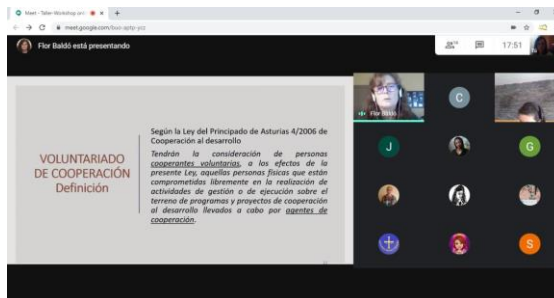 Meet - Taller-Workshop on
meet.google.com
Flor Baldó está presentando
17:51
VOLUNTARIADO
DE COOPERACIÓN
Definición
Según la Ley del Principado de Asturias 4/2006 de
Cooperación al desarrollo
Tendrán la consideración de personas
cooperantes voluntarias, a los efectos de la
presente Ley, aquellas personas físicas que están
comprometidas libremente en la realización de
actividades de gestión o de ejecución sobre el
terreno de programas y proyectos de cooperación
al desarrollo llevados a cabo por agentes de
cooperación.
Flor Baldó
C
J
G
S